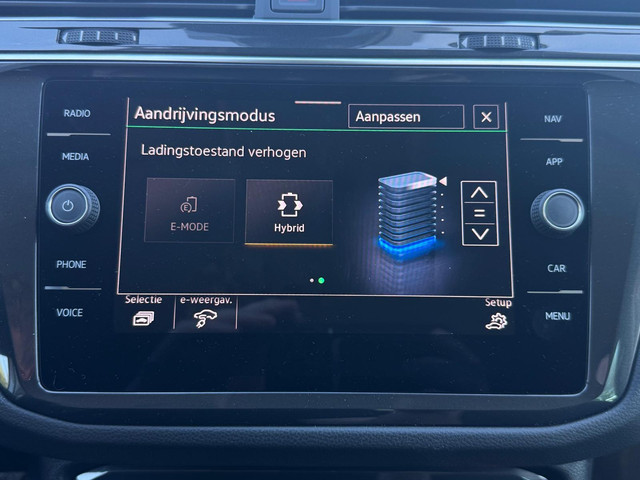 RADIO
MEDIA
PHONE
VOICE
Aandrijvingsmodus
Aanpassen
Ladingstoestand verhogen
E-MODE
Hybrid
Selectie
e-weergav.
Setup
NAV
APP
CAR
MENU